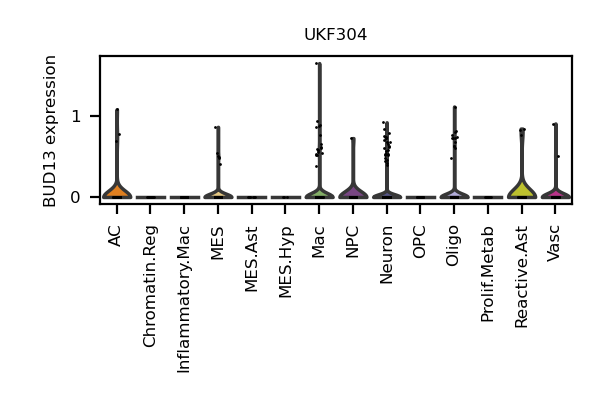 UKF304
BUD13 expression
1
0
AC
Chromatin.Reg
Inflammatory.Mac
MES
MES.Ast
MES.Hyp
Mac
NPC
Neuron
OPC
Oligo
Prolif.Metab
Reactive.Ast
Vasc